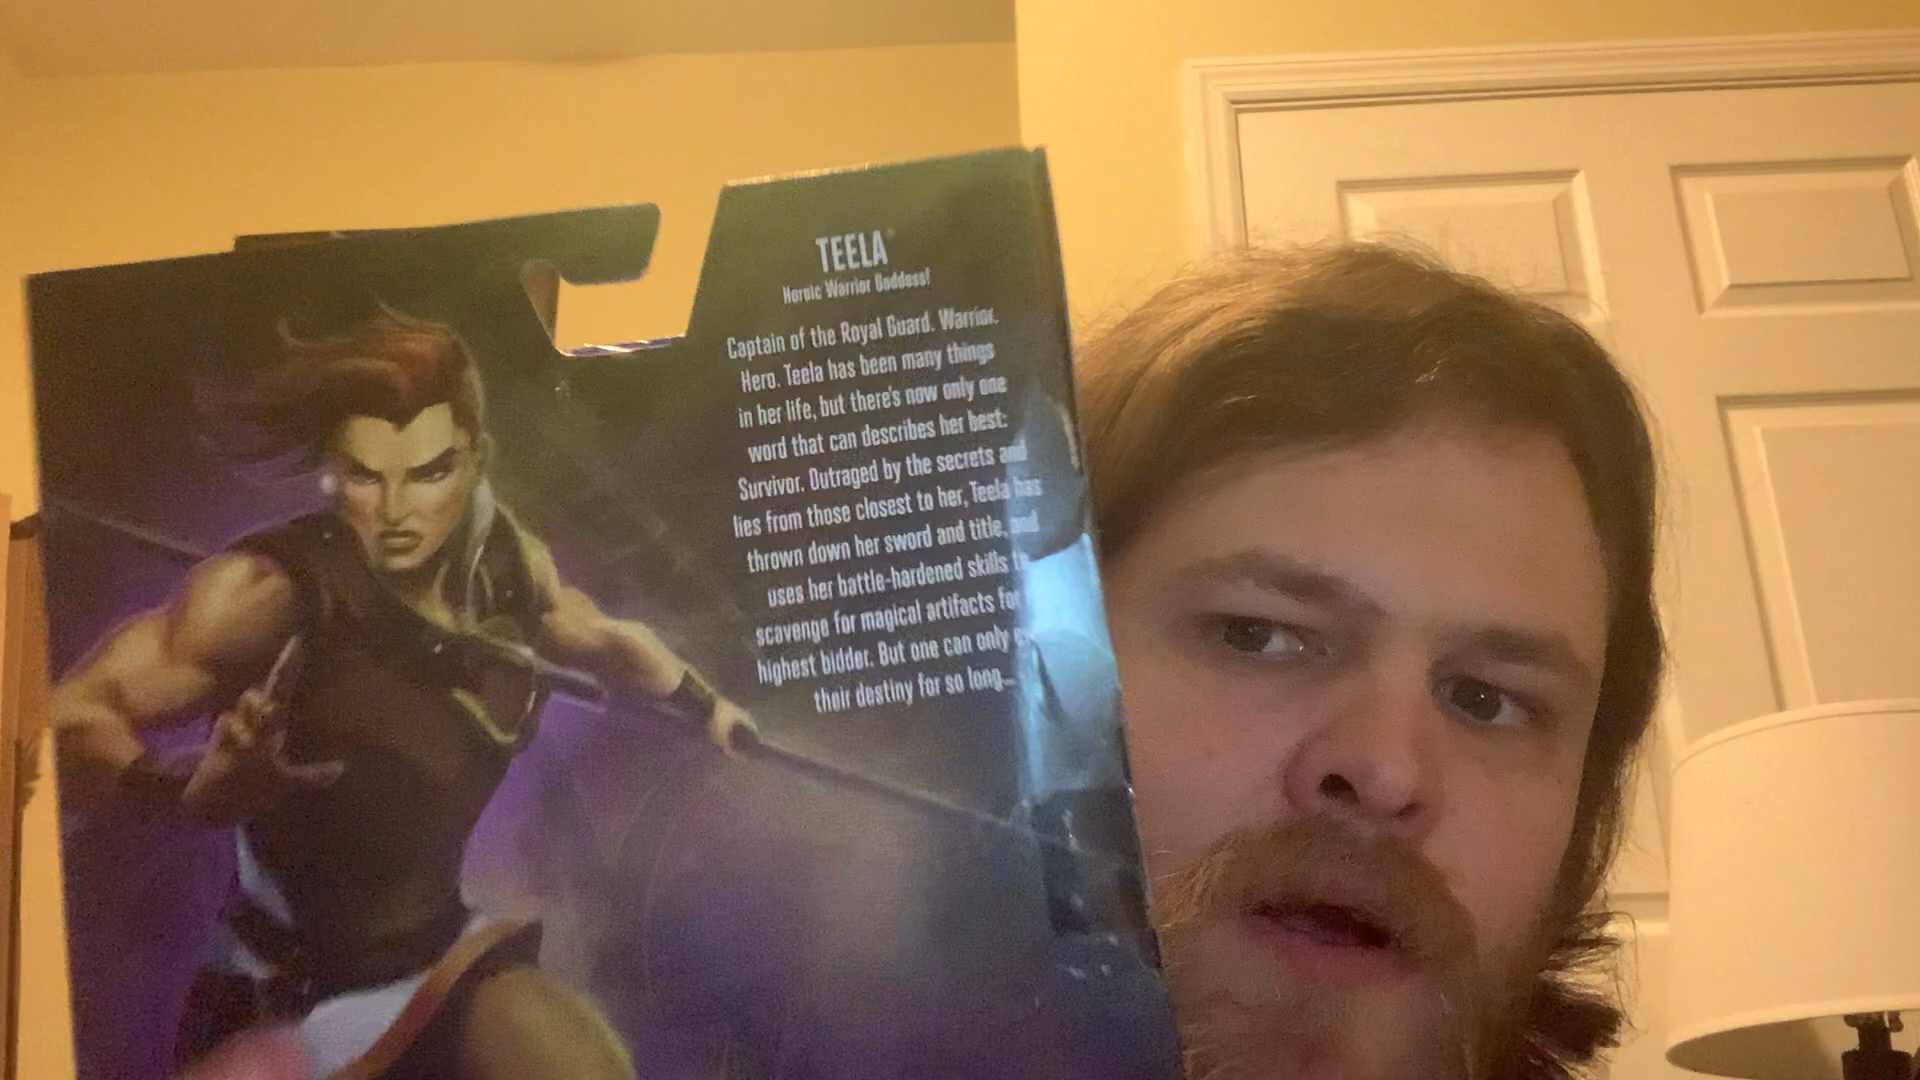 TEELA
Heroic Warrior Goddess!
Captain of the Royal Guard. Warrior.
Hero. Teela has been many things
in her life, but there's now only one
word that can describes her best:
Survivor. Outraged by the secrets and
lies from those closest to her, Teela has
thrown down her sword and title, and
uses her battle-hardened skills
scavenge for magical artifacts for
highest bidder. But one can only
their destiny for so long...